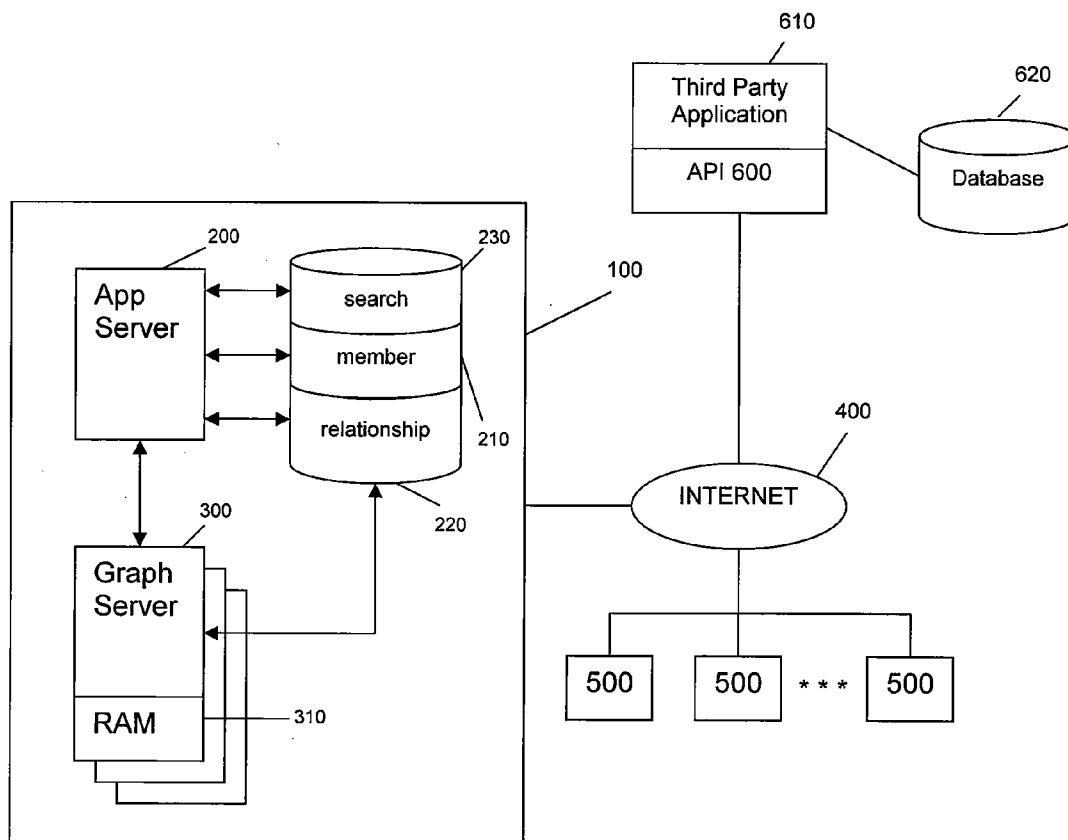 610
Third Party
Application
API 600
620
Database
200
App
Server
230
search
member
relationship
210
220
100
400
INTERNET
300
Graph
Server
RAM
310
500
500
* * *
500